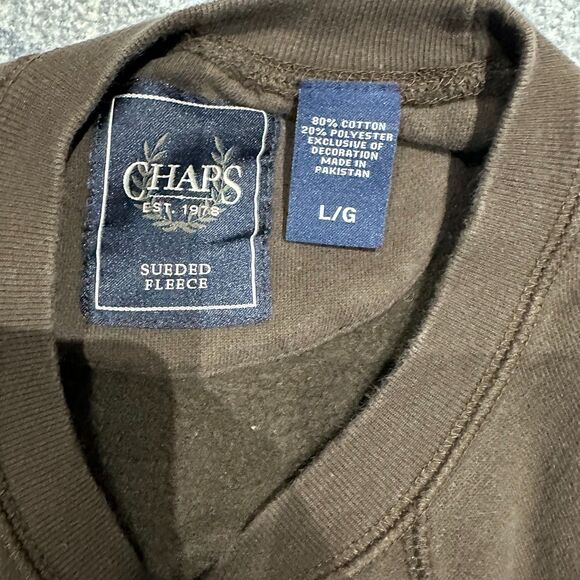 CHAPS
EST. 1978
SUEDED
FLEECE
80% COTTON
20% POLYESTER
EXCLUSIVE OF
DECORATION
MADE IN
PAKISTAN
L/G